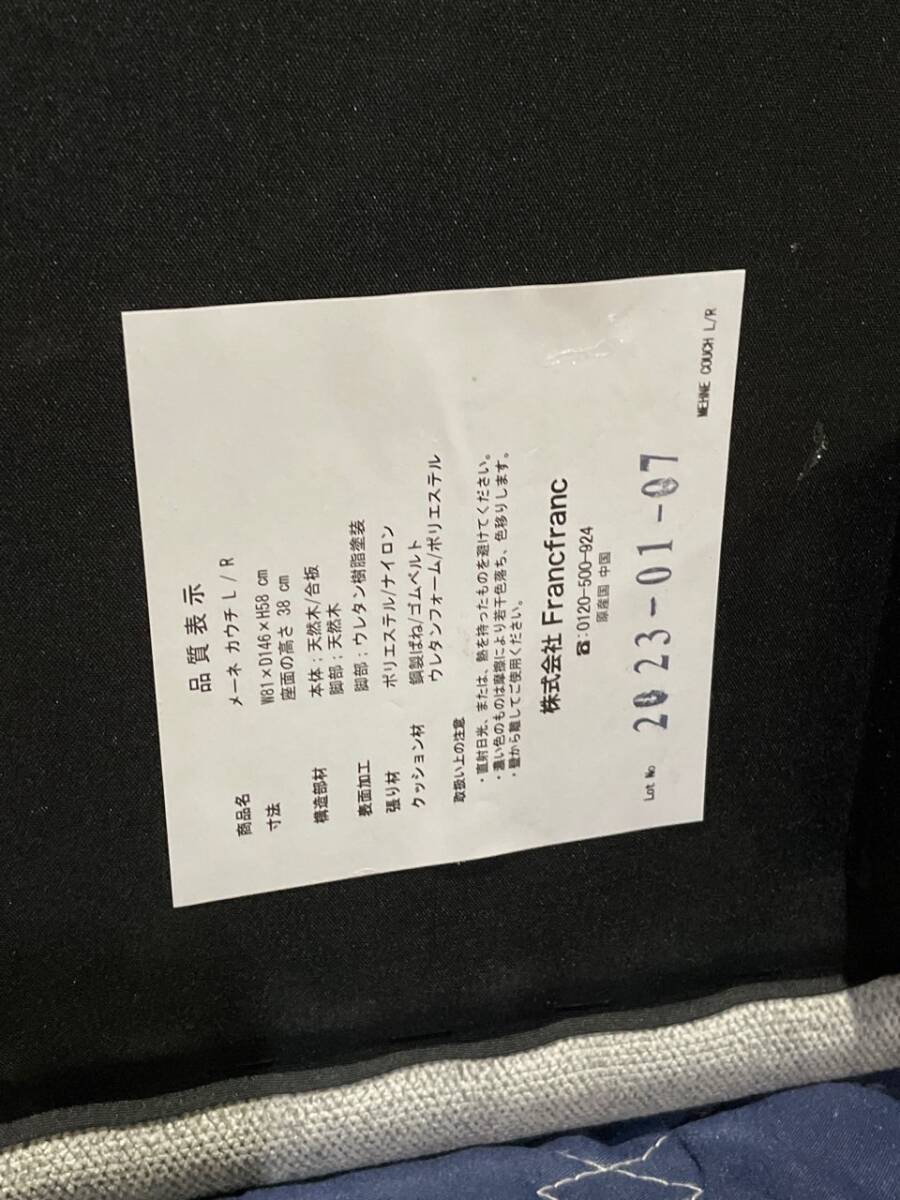 品質表示
商品名 メーネ カウチ L / R
寸法 W81×D146×H58 cm
座面の高さ 38 cm
構造部材 本体：天然木/合板
脚部：天然木
表面加工 脚部：ウレタン樹脂塗装
張り材 ポリエステル/ナイロン
クッション材 鋼製ばね/ゴムベルト
ウレタンフォーム/ポリエステル
取扱い上の注意
・直射日光、または、熱を持ったものを避けてください。
・濃い色のものは摩擦により若干色落ち、色移りします。
・畳から離してご使用ください。
株式会社 Francfranc
☎:0120-500-924
原産国 中国
Lot No 2023-01-07
MEHNE COUCH L/R